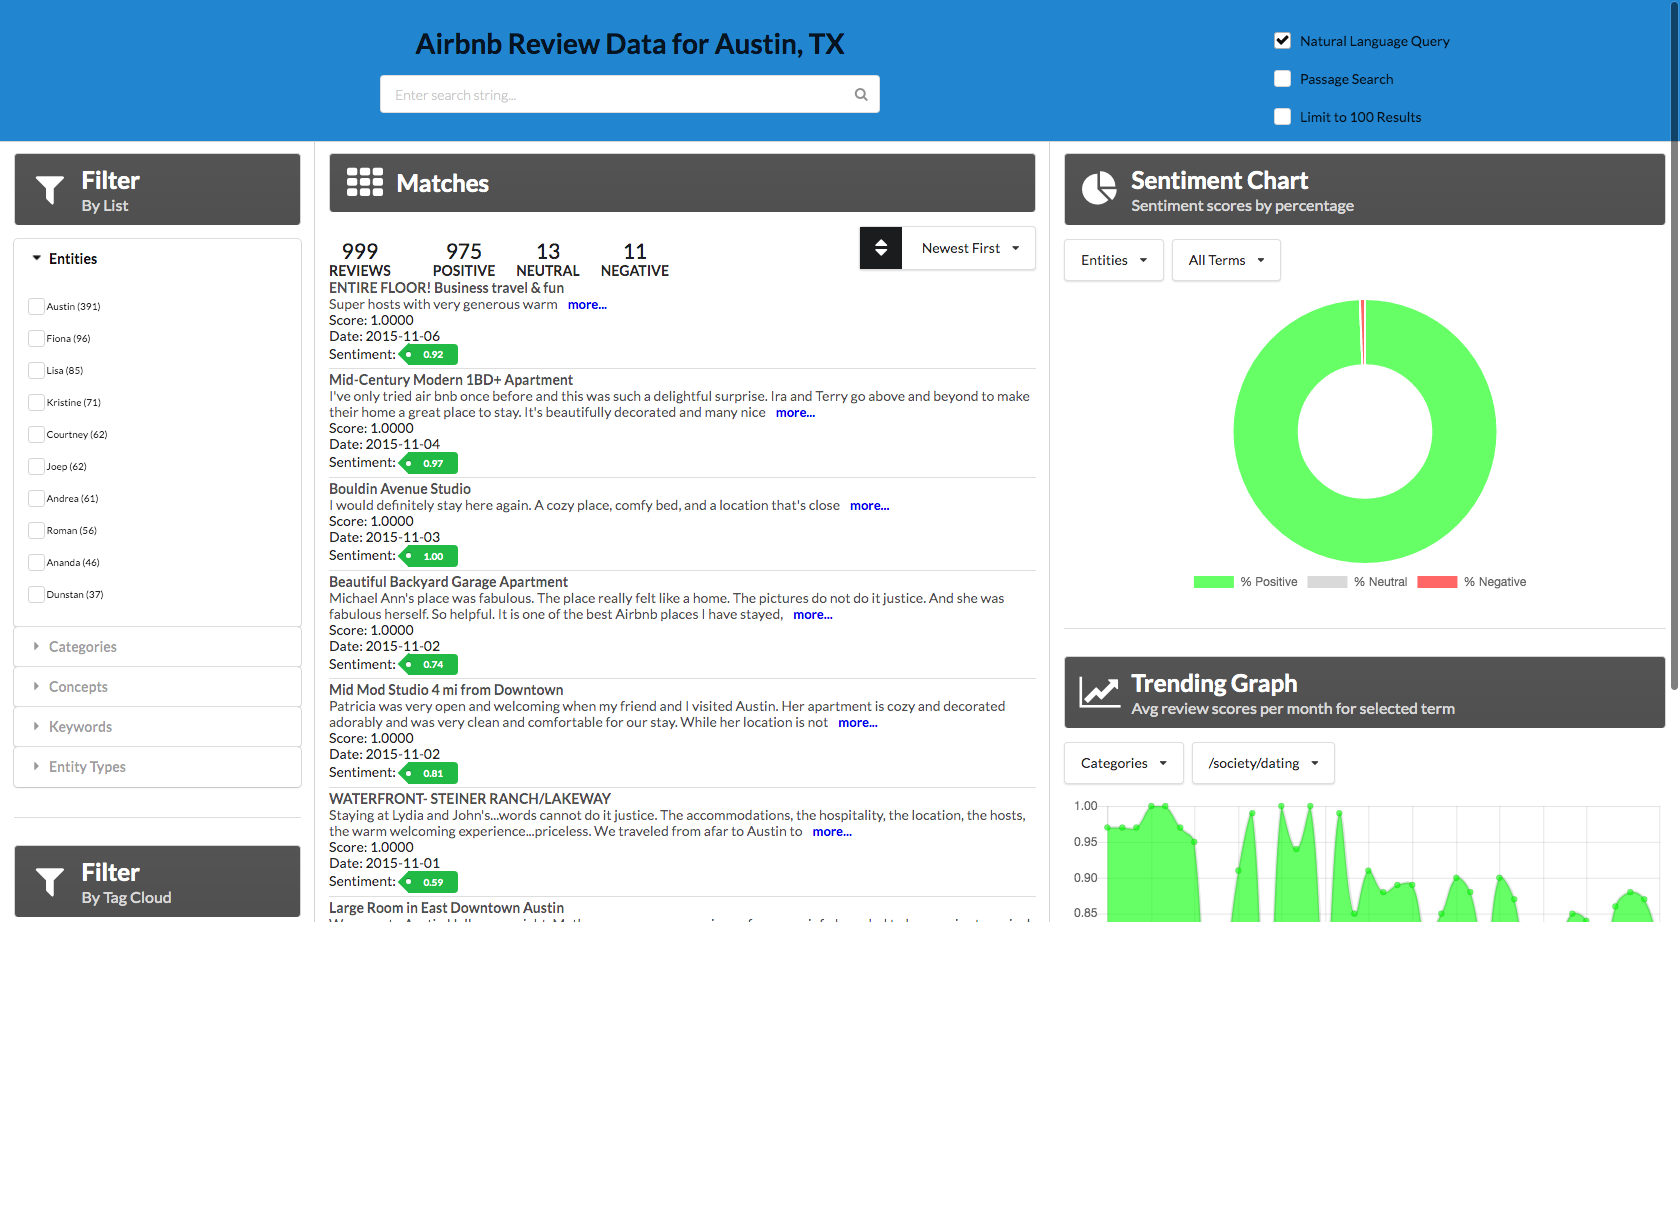 Airbnb Review Data for Austin, TX
Enter search string...
Natural Language Query
Passage Search
Limit to 100 Results
Filter
By List
Entities
Austin (391)
Fiona (96)
Lisa (85)
Kristine (71)
Courtney (62)
Joep (62)
Andrea (61)
Roman (56)
Ananda (46)
Dunstan (37)
Categories
Concepts
Keywords
Entity Types
Filter
By Tag Cloud
Matches
999 975 13 11
REVIEWS POSITIVE NEUTRAL NEGATIVE
Newest First
ENTIRE FLOOR! Business travel & fun
Super hosts with very generous warm more...
Score: 1.0000
Date: 2015-11-06
Sentiment: 0.92
Mid-Century Modern 1BD+ Apartment
I've only tried air bnb once before and this was such a delightful surprise. Ira and Terry go above and beyond to make
their home a great place to stay. It's beautifully decorated and many nice more...
Score: 1.0000
Date: 2015-11-04
Sentiment: 0.97
Bouldin Avenue Studio
I would definitely stay here again. A cozy place, comfy bed, and a location that's close more...
Score: 1.0000
Date: 2015-11-03
Sentiment: 1.00
Beautiful Backyard Garage Apartment
Michael Ann's place was fabulous. The place really felt like a home. The pictures do not do it justice. And she was
fabulous herself. So helpful. It is one of the best Airbnb places I have stayed, more...
Score: 1.0000
Date: 2015-11-02
Sentiment: 0.74
Mid Mod Studio 4 mi from Downtown
Patricia was very open and welcoming when my friend and I visited Austin. Her apartment is cozy and decorated
adorably and was very clean and comfortable for our stay. While her location is not more...
Score: 1.0000
Date: 2015-11-02
Sentiment: 0.81
WATERFRONT- STEINER RANCH/LAKEWAY
Staying at Lydia and John's...words cannot do it justice. The accommodations, the hospitality, the location, the hosts,
the warm welcoming experience...priceless. We traveled from afar to Austin to more...
Score: 1.0000
Date: 2015-11-01
Sentiment: 0.59
Large Room in East Downtown Austin
Sentiment Chart
Sentiment scores by percentage
Entities All Terms
% Positive % Neutral % Negative
Trending Graph
Avg review scores per month for selected term
Categories /society/dating
1.00
0.95
0.90
0.85